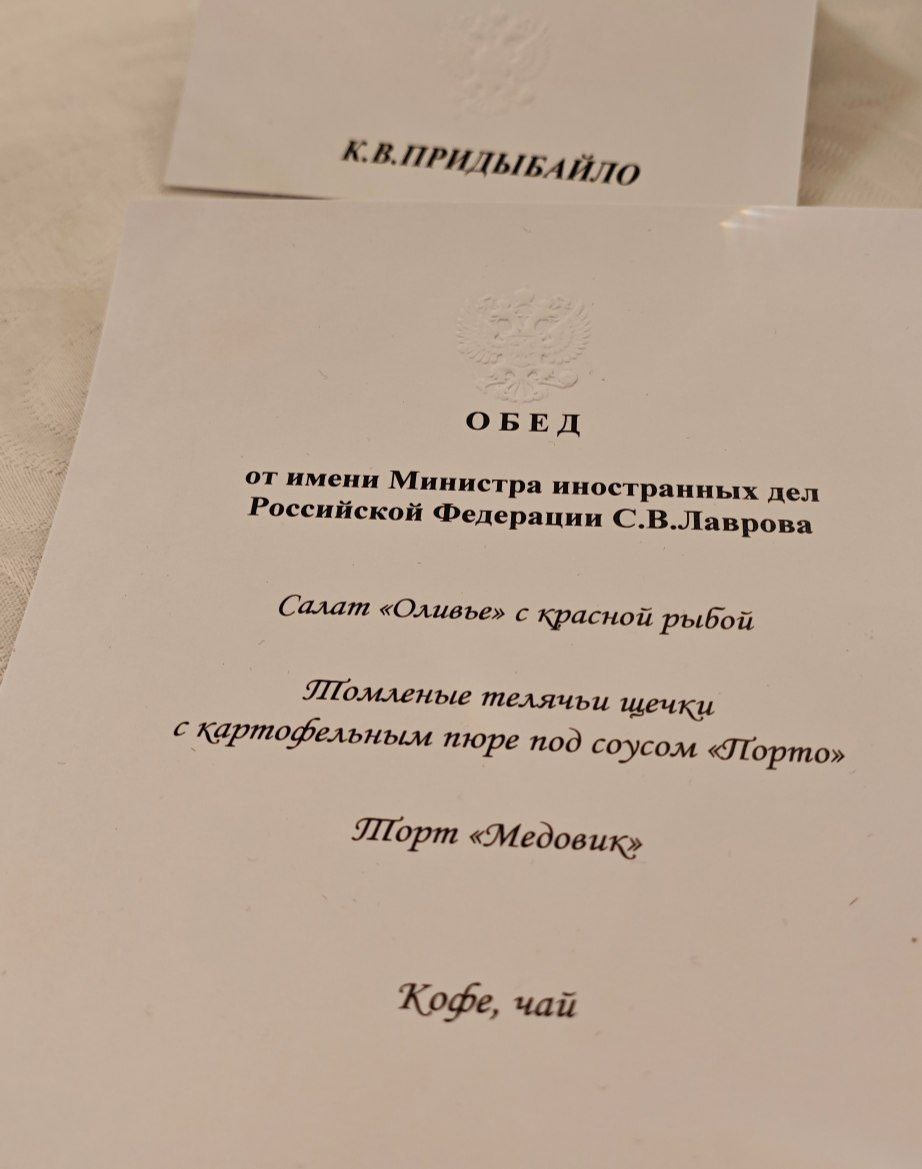 К.В.ПРИДЫБАЙЛО
ОБЕД
от имени Министра иностранных дел
Российской Федерации С.В.Лаврова
Салат «Оливье» с красной рыбой
Томленые телячьи щечки
с картофельным пюре под соусом «Порто»
Торт «Медовик»
Кофе, чай